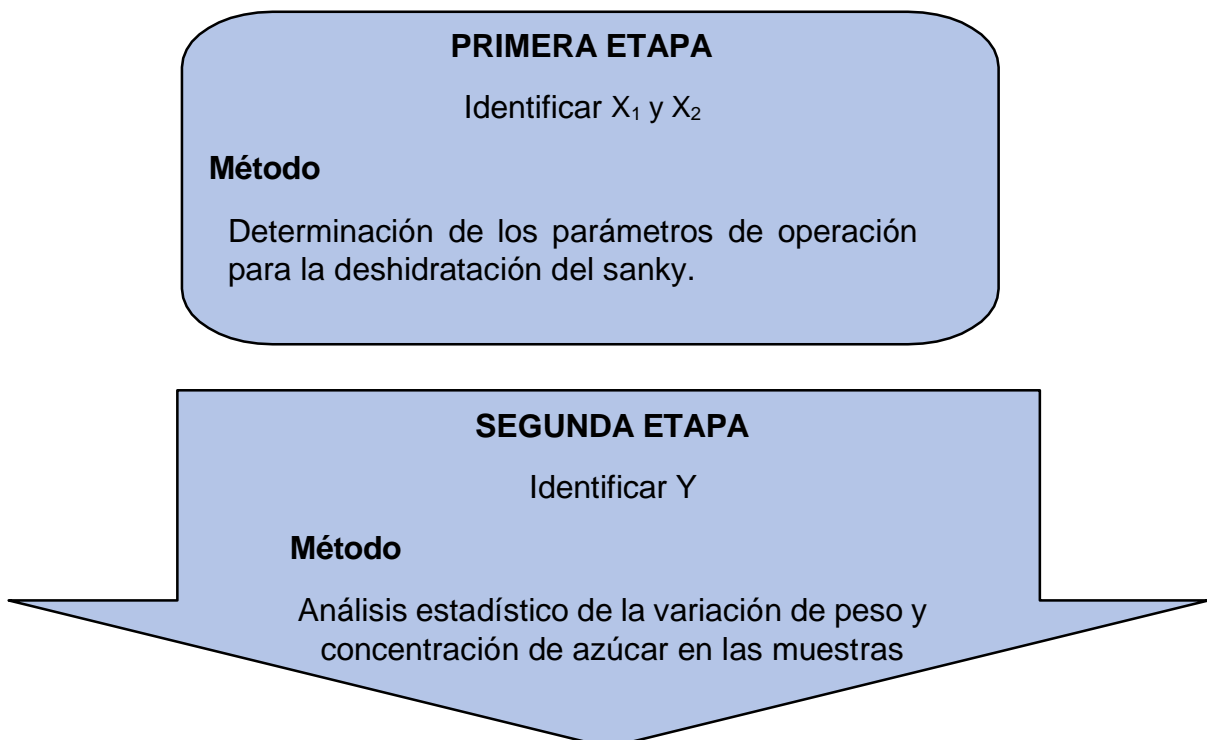 PRIMERA ETAPA
Identificar X₁ y X₂
Método
Determinación de los parámetros de operación
para la deshidratación del sanky.
SEGUNDA ETAPA
Identificar Y
Método
Análisis estadístico de la variación de peso y
concentración de azúcar en las muestras